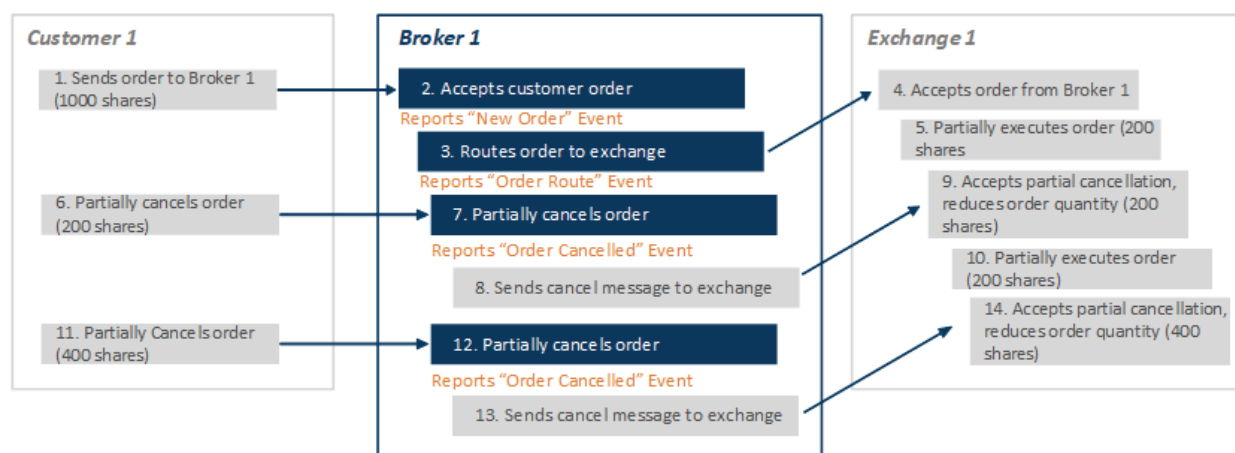 Customer 1
1. Sends order to Broker 1
(1000 shares)
6. Partially cancels order
(200 shares)
11. Partially Cancels order
(400 shares)
Broker 1
2. Accepts customer order
Reports “New Order” Event
3. Routes order to exchange
Reports “Order Route” Event
7. Partially cancels order
Reports “Order Cancelled” Event
8. Sends cancel message to exchange
12. Partially cancels order
Reports “Order Cancelled” Event
13. Sends cancel message to exchange
Exchange 1
4. Accepts order from Broker 1
5. Partially executes order (200
shares
9. Accepts partial cancellation,
reduces order quantity (200
shares)
10. Partially executes order
(200 shares)
14. Accepts partial cancellation,
reduces order quantity (400
shares)